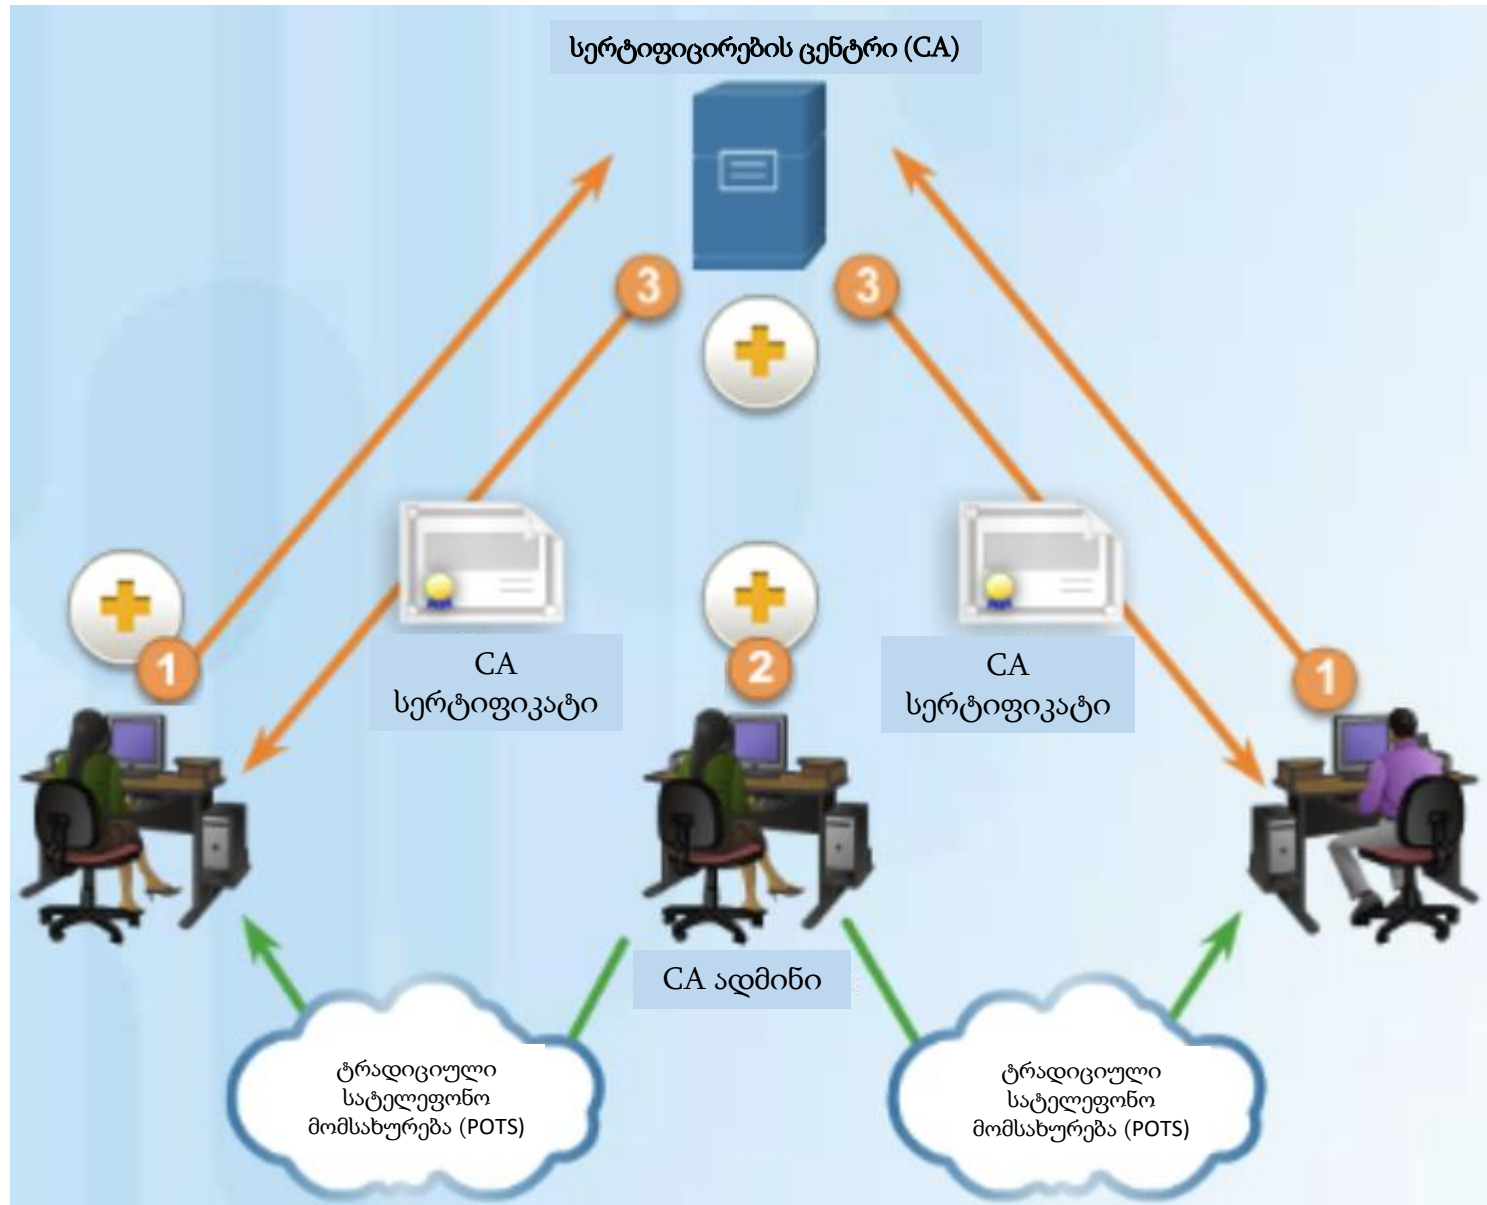 სერტიფიცირების ცენტრი (CA)
3
3
1
CA
სერტიფიკატი
2
CA
სერტიფიკატი
1
CA ადმინი
ტრადიციული
სატელეფონო
მომსახურება (POTS)
ტრადიციული
სატელეფონო
მომსახურება (POTS)